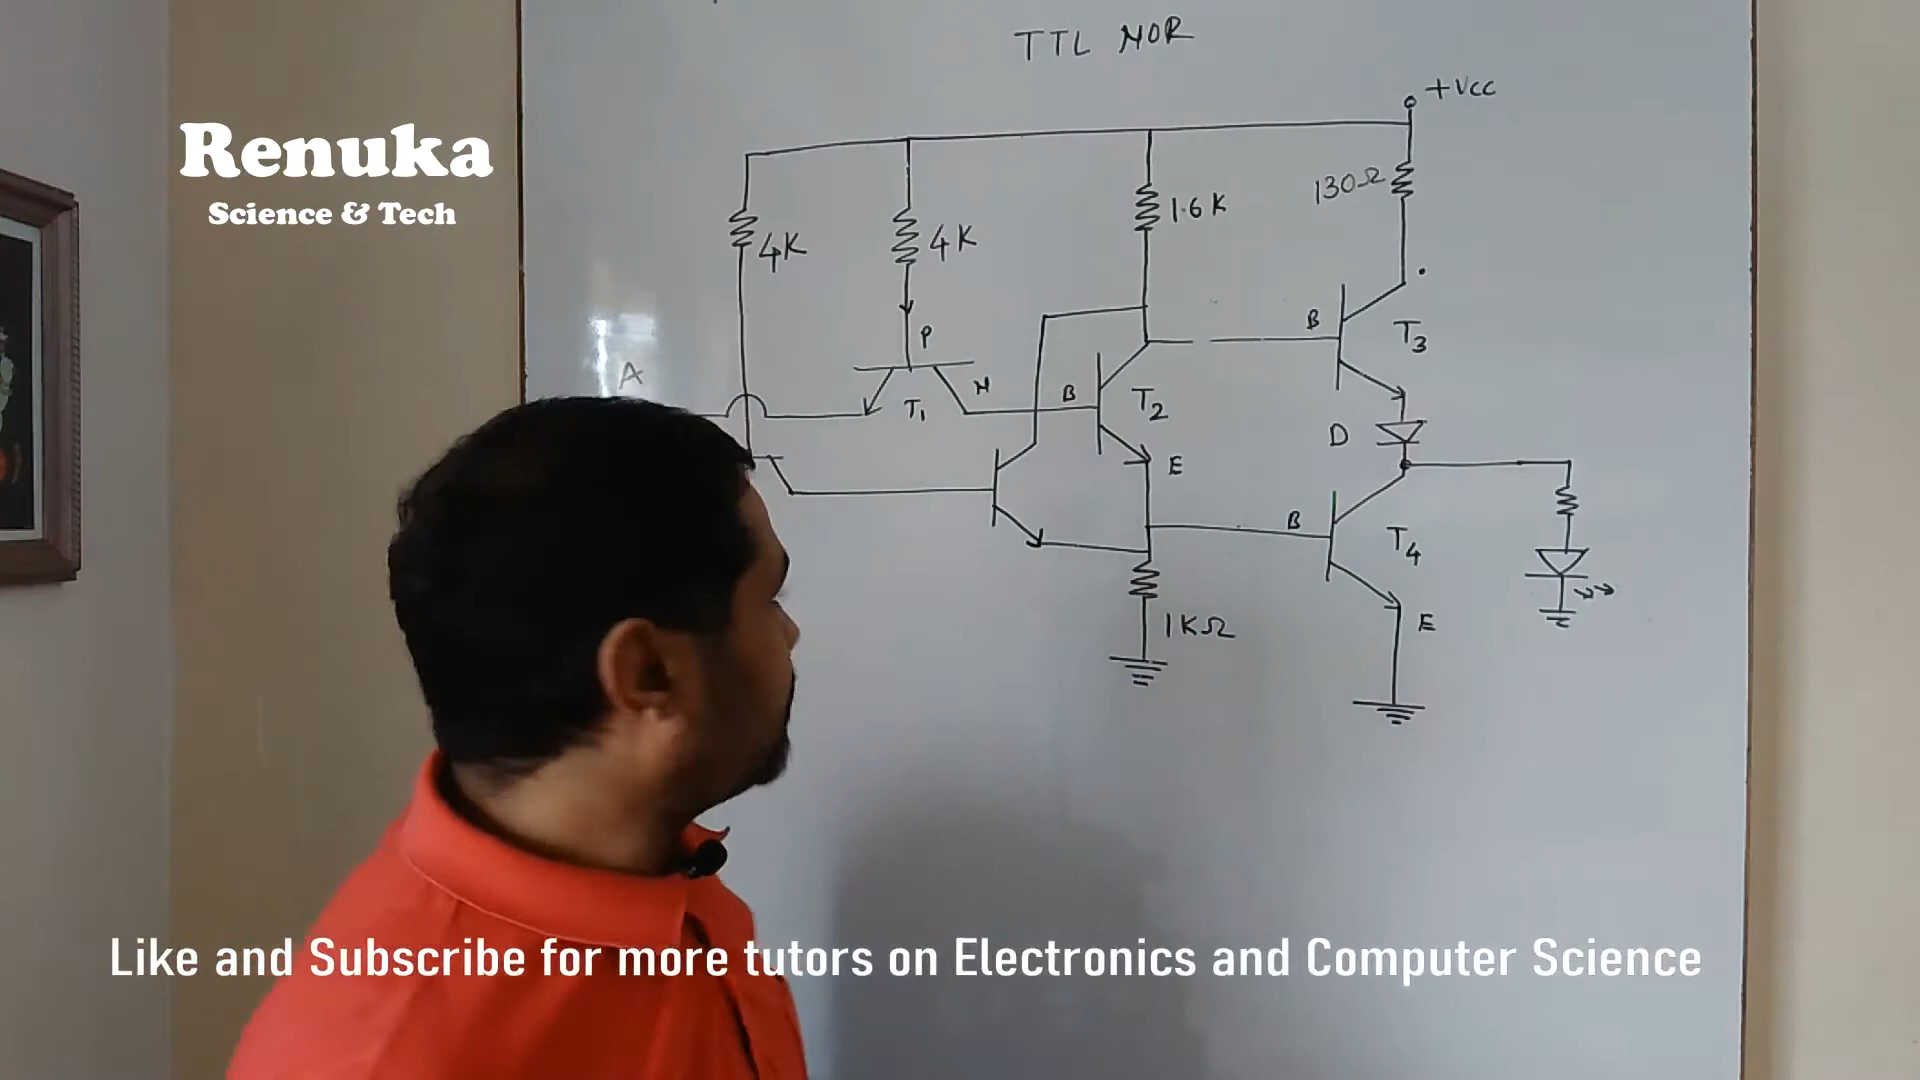 TTL NOR
+Vcc
Renuka
Science & Tech
130Ω
1.6 K
4K
4K
P
B
T3
A
N
T1
B
T2
D
E
B
T4
1KΩ
E
Like and Subscribe for more tutors on Electronics and Computer Science